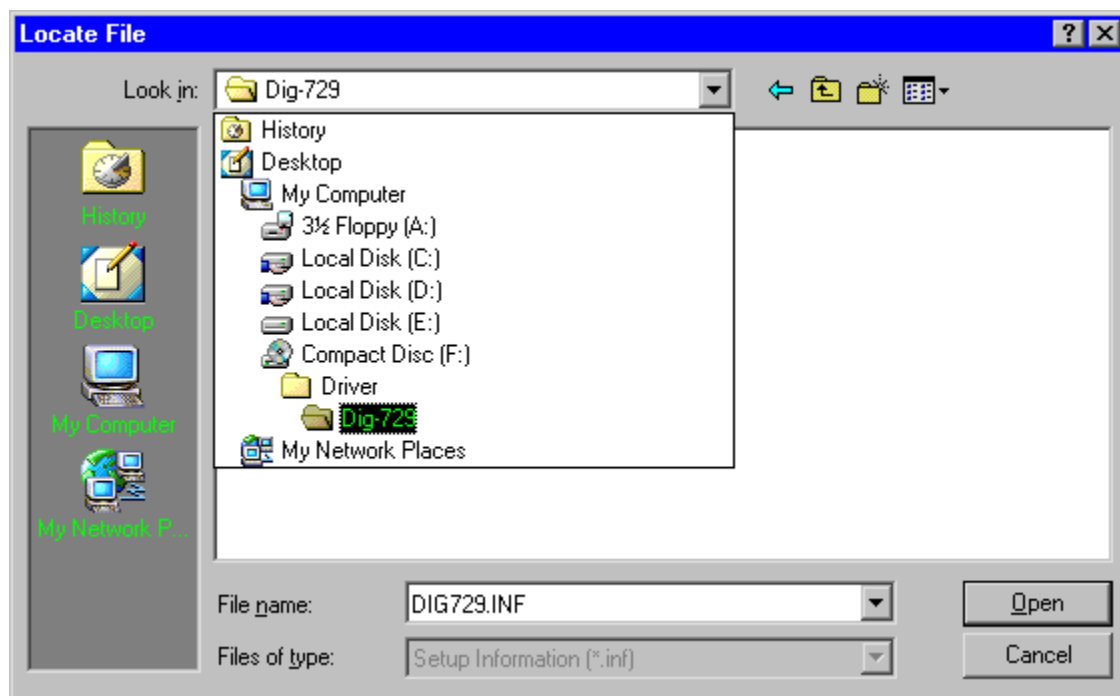 Locate File
Look in:
Dig-729
History
Desktop
My Computer
3½ Floppy (A:)
Local Disk (C:)
Local Disk (D:)
Local Disk (E:)
Compact Disc (F:)
Driver
Dig-729
My Network Places
History
Desktop
My Computer
My Network P...
File name:
DIG729.INF
Open
Files of type:
Setup Information (*.inf)
Cancel